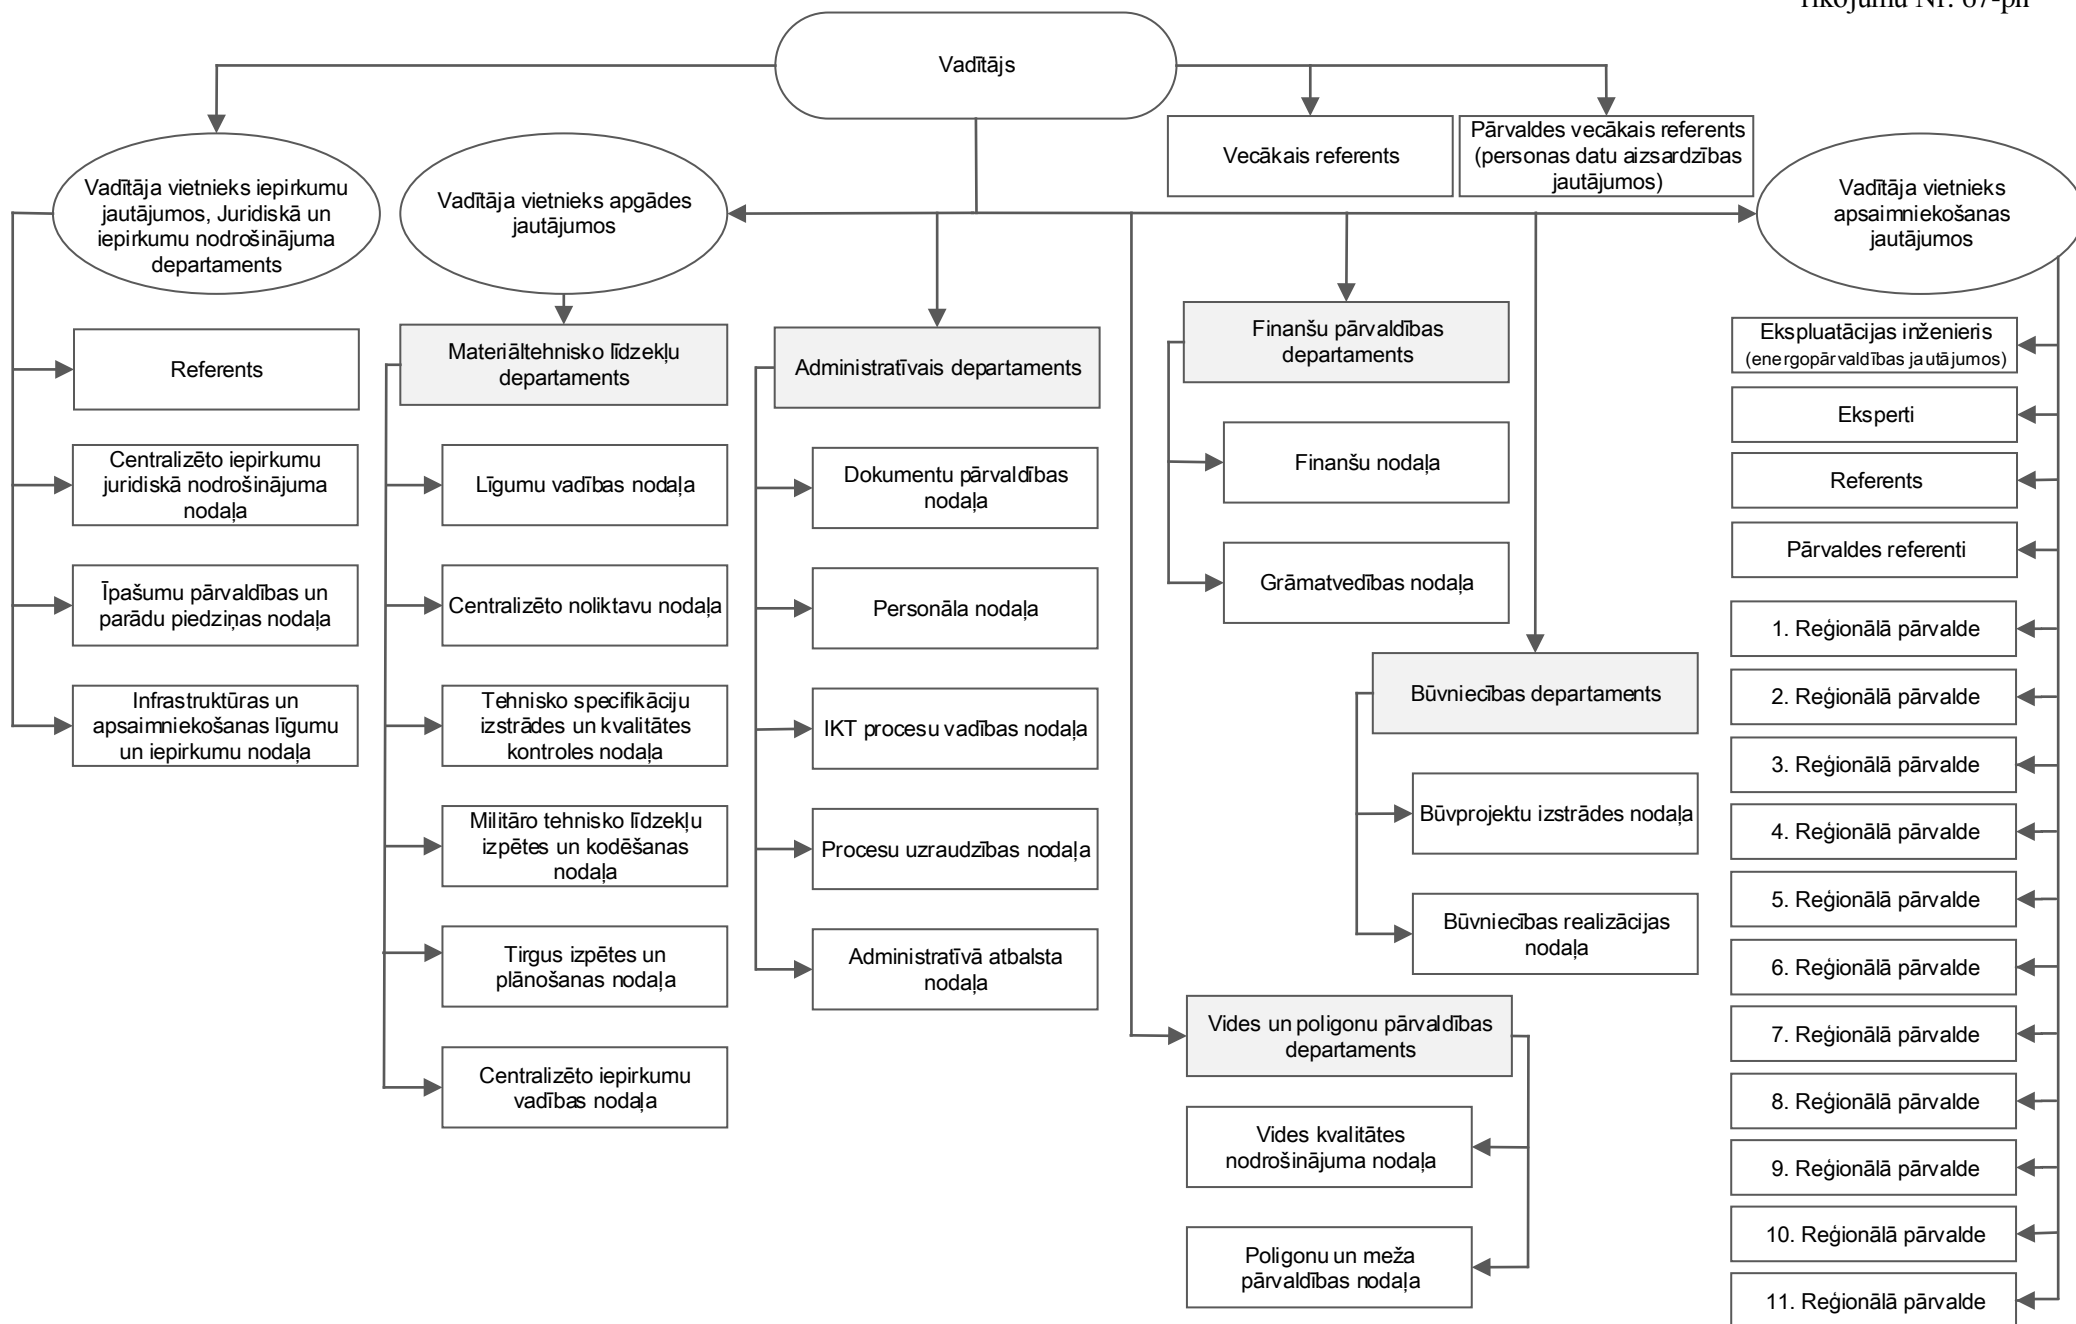 Vadītājs
Vecākais referents
Pārvaldes vecākais referents
(personas datu aizsardzības
jautājumos)
Vadītāja vietnieks iepirkumu
jautājumos, Juridiskā un
iepirkumu nodrošinājuma
departaments
Vadītāja vietnieks apgādes
jautājumos
Vadītāja vietnieks
apsaimniekošanas
jautājumos
Referents
Centralizēto iepirkumu
juridiskā nodrošinājuma
nodaļa
Īpašumu pārvaldības un
parādu piedziņas nodaļa
Infrastruktūras un
apsaimniekošanas līgumu
un iepirkumu nodaļa
Materiāltehnisko līdzekļu
departaments
Līgumu vadības nodaļa
Centralizēto noliktavu nodaļa
Tehnisko specifikāciju
izstrādes un kvalitātes
kontroles nodaļa
Militāro tehnisko līdzekļu
izpētes un kodēšanas
nodaļa
Tirgus izpētes un
plānošanas nodaļa
Centralizēto iepirkumu
vadības nodaļa
Administratīvais departaments
Dokumentu pārvaldības
nodaļa
Personāla nodaļa
IKT procesu vadības nodaļa
Procesu uzraudzības nodaļa
Administratīvā atbalsta
nodaļa
Finanšu pārvaldības
departaments
Finanšu nodaļa
Grāmatvedības nodaļa
Būvniecības departaments
Būvprojektu izstrādes nodaļa
Būvniecības realizācijas
nodaļa
Vides un poligonu pārvaldības
departaments
Vides kvalitātes
nodrošinājuma nodaļa
Poligonu un meža
pārvaldības nodaļa
Ekspluatācijas inženieris
(energopārvaldības jautājumos)
Eksperti
Referents
Pārvaldes referenti
1. Reģionālā pārvalde
2. Reģionālā pārvalde
3. Reģionālā pārvalde
4. Reģionālā pārvalde
5. Reģionālā pārvalde
6. Reģionālā pārvalde
7. Reģionālā pārvalde
8. Reģionālā pārvalde
9. Reģionālā pārvalde
10. Reģionālā pārvalde
11. Reģionālā pārvalde